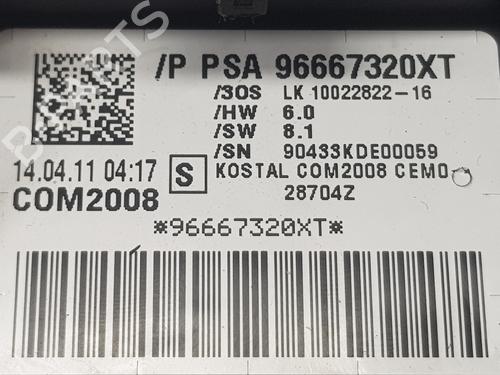 /P PSA 96667320XT
/3OS LK 10022822-16
/HW 6.0
/SW 8.1
/SN 90433KDE00059
14.04.11 04:17
S
KOSTAL COM2008 CEMO
COM2008
28704Z
*96667320XT*